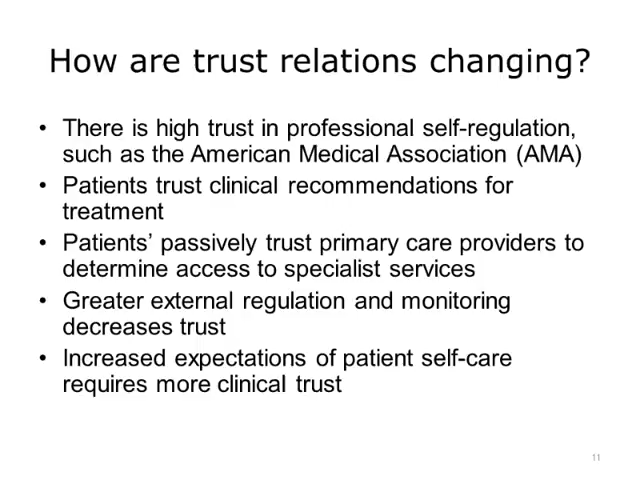 How are trust relations changing?
• There is high trust in professional self-regulation,
such as the American Medical Association (AMA)
• Patients trust clinical recommendations for
treatment
• Patients’ passively trust primary care providers to
determine access to specialist services
• Greater external regulation and monitoring
decreases trust
• Increased expectations of patient self-care
requires more clinical trust
11